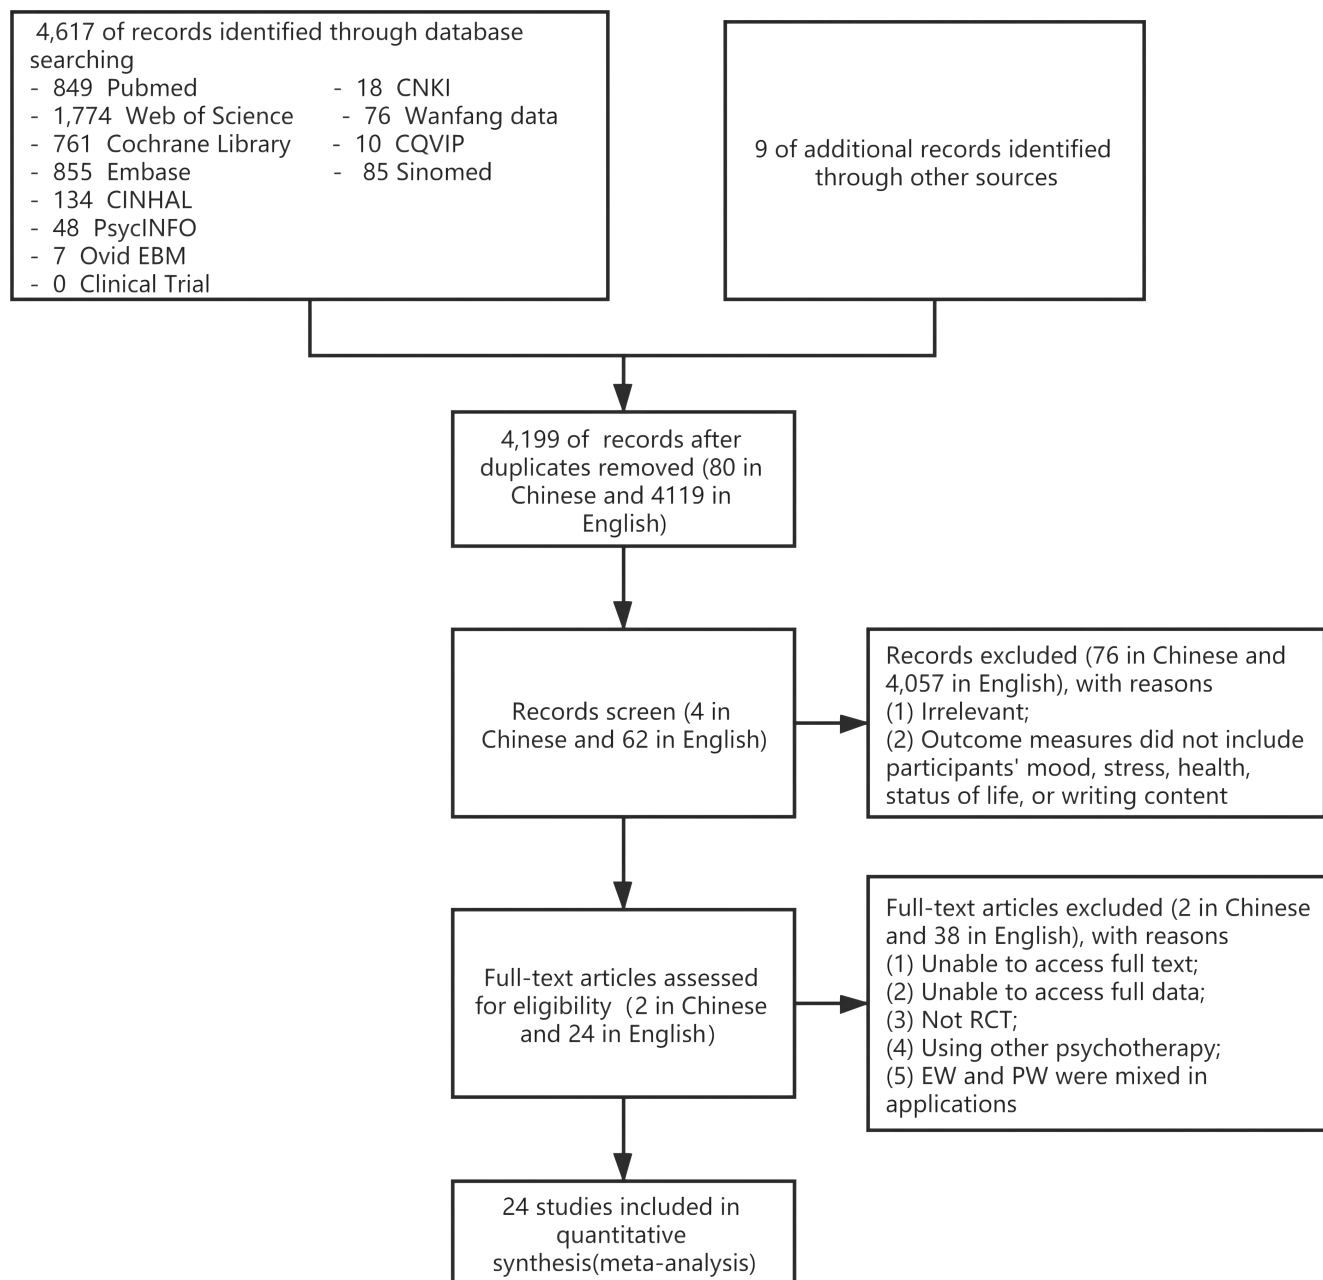 4,617 of records identified through database
searching
- 849 Pubmed
- 18 CNKI
- 1,774 Web of Science
- 76 Wanfang data
- 761 Cochrane Library
- 10 CQVIP
- 855 Embase
- 85 Sinomed
- 134 CINHAL
- 48 PsycINFO
- 7 Ovid EBM
- 0 Clinical Trial
9 of additional records identified
through other sources
4,199 of records after
duplicates removed (80 in
Chinese and 4119 in
English)
Records screen (4 in
Chinese and 62 in English)
Records excluded (76 in Chinese and
4,057 in English), with reasons
(1) Irrelevant;
(2) Outcome measures did not include
participants' mood, stress, health,
status of life, or writing content
Full-text articles assessed
for eligibility (2 in Chinese
and 24 in English)
Full-text articles excluded (2 in Chinese
and 38 in English), with reasons
(1) Unable to access full text;
(2) Unable to access full data;
(3) Not RCT;
(4) Using other psychotherapy;
(5) EW and PW were mixed in
applications
24 studies included in
quantitative
synthesis(meta-analysis)